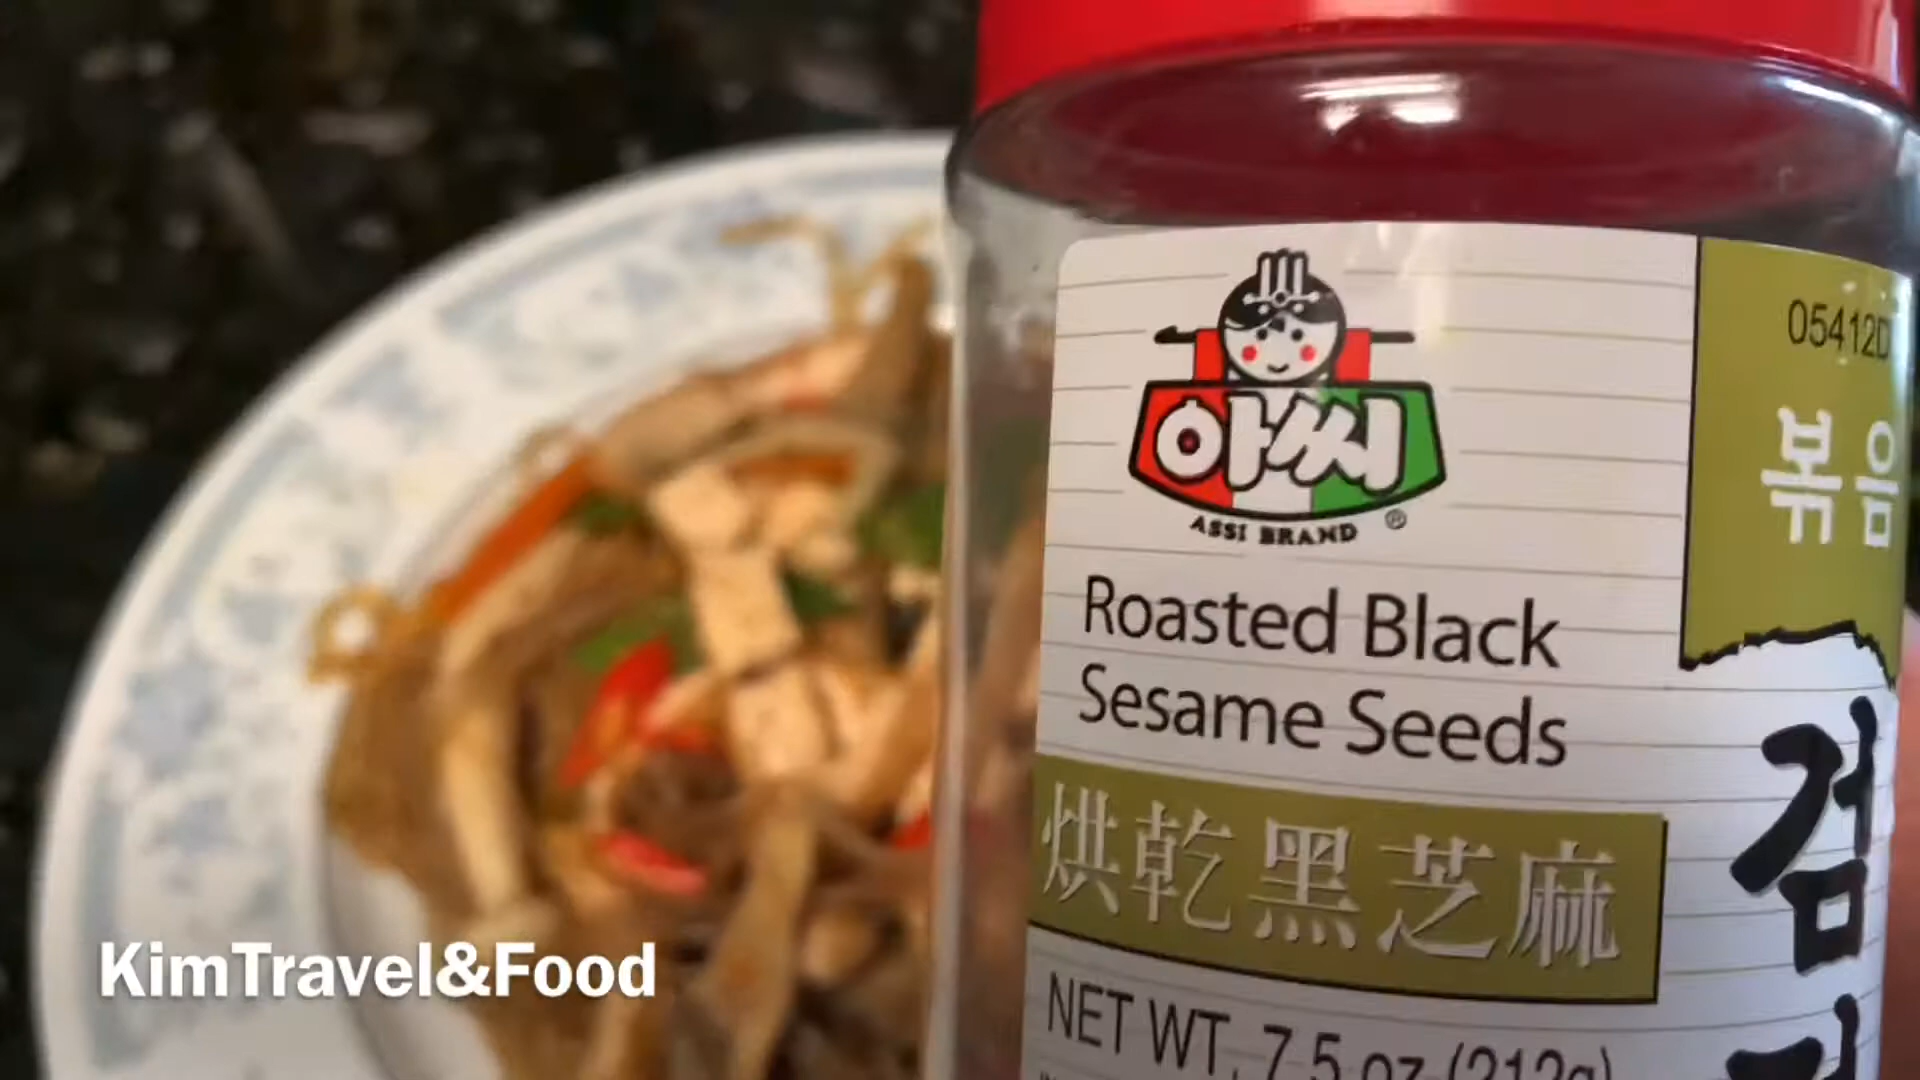 아씨
ASSI BRAND ®
Roasted Black
Sesame Seeds
烘乾黑芝麻
NET WT. 7.5 oz (212g)
05412D
볶음
검
KimTravel&Food